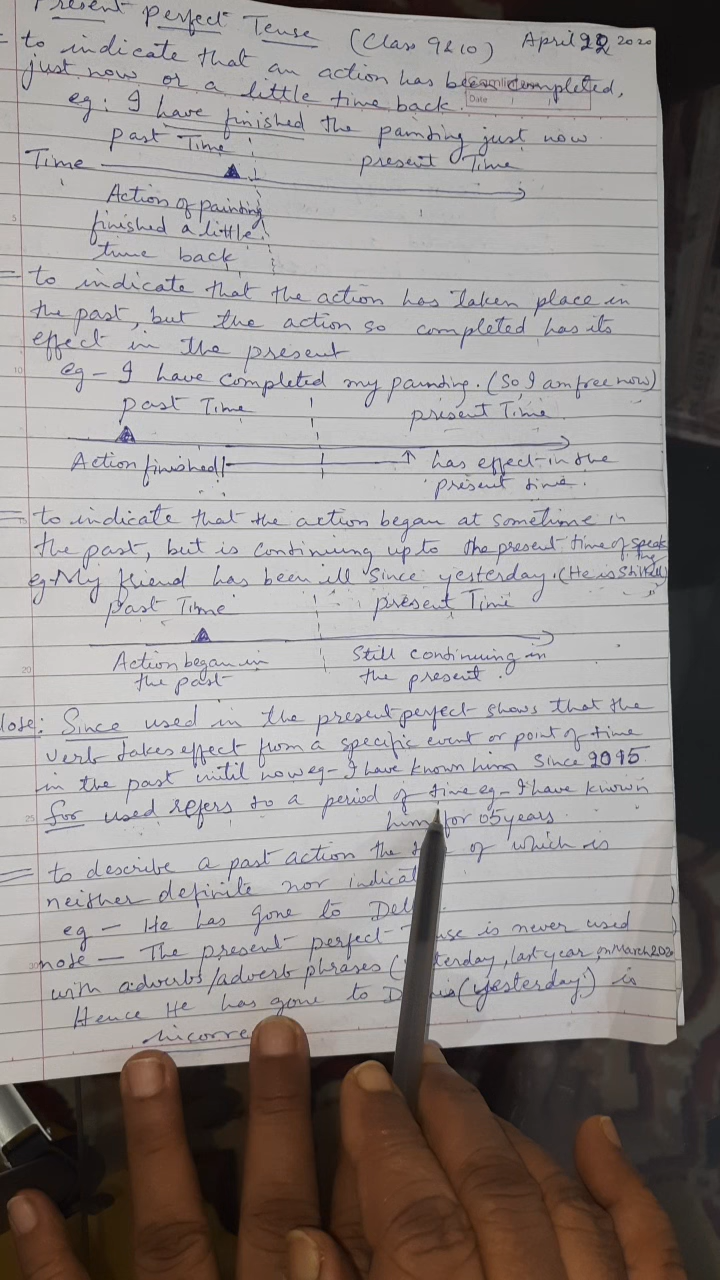 Present Perfect Tense (Class 9&10) April 22 2020
= to indicate that an action has been completed,
just now or a little time back.
Date
eg: I have finished the painting just now
past Time present Time
Time
Action of painting
finished a little
time back
= to indicate that the action has taken place in
the past, but the action so completed has its
effect in the present
eg - I have completed my painting. (So, I am free now)
past Time present Time.
Action finished has effect in the
present time.
= to indicate that the action began at sometime in
the past, but is continuing up to the present time of speak
eg- My friend has been ill since yesterday. (He is still ill)
past Time present Time
Action began in Still continuing in
the past the present.
Note: Since used in the present perfect shows that the
verb takes effect from a specific event or point of time
in the past until now eg- I have known him since 2015
for used refers to a period of time eg- I have known
him for 05 years.
= to describe a past action the of which is
neither definite nor indicat
eg - He has gone to Del
note - The present perfect is never used
with adverbs/adverb phrases (yesterday, last year, on March 2020
Hence He has gone to (yesterday) is
incorre